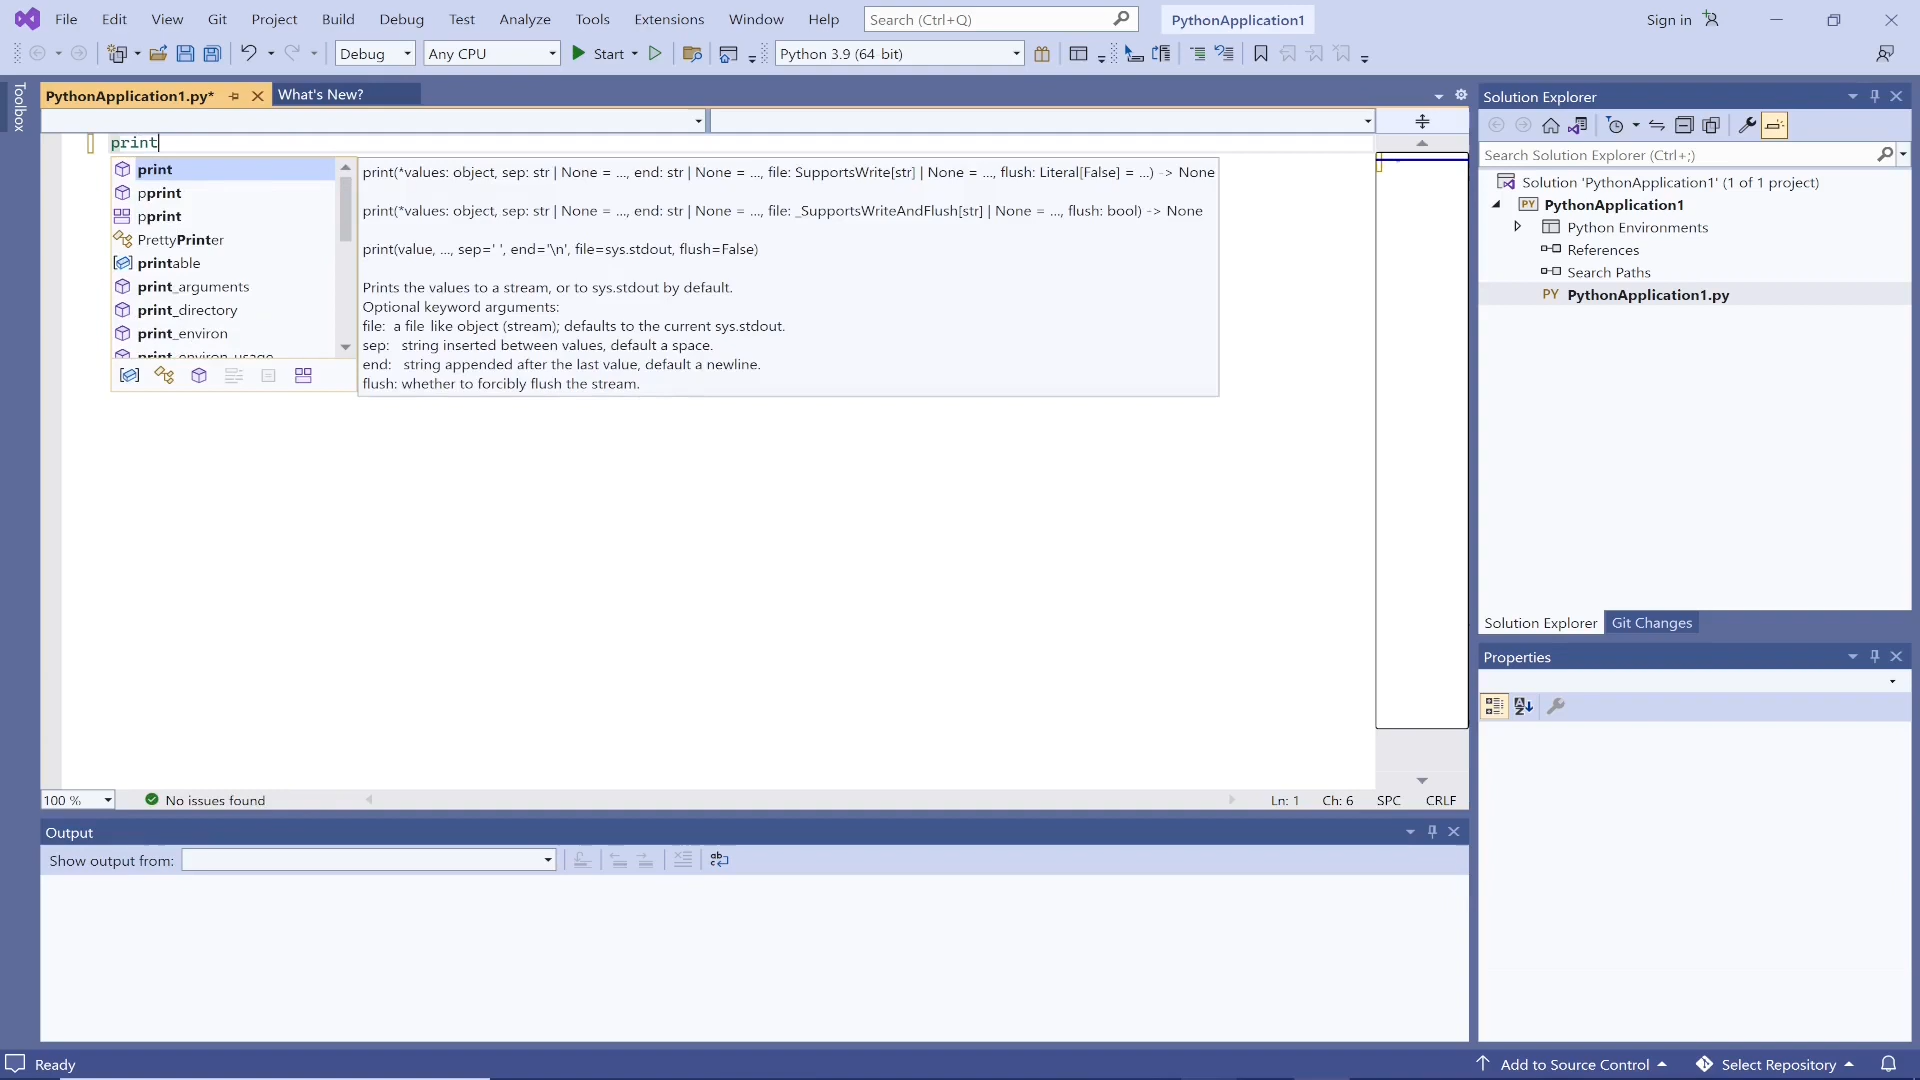 File Edit View Git Project Build Debug Test Analyze Tools Extensions Window Help Search (Ctrl+Q) PythonApplication1 Sign in
Debug Any CPU Start Python 3.9 (64 bit)
Toolbox
PythonApplication1.py* What's New?
print
print
pprint
pprint
PrettyPrinter
printable
print_arguments
print_directory
print_environ
print_environ_usage
print(*values: object, sep: str | None = ..., end: str | None = ..., file: SupportsWrite[str] | None = ..., flush: Literal[False] = ...) -> None
print(*values: object, sep: str | None = ..., end: str | None = ..., file: _SupportsWriteAndFlush[str] | None = ..., flush: bool) -> None
print(value, ..., sep=' ', end='\n', file=sys.stdout, flush=False)
Prints the values to a stream, or to sys.stdout by default.
Optional keyword arguments:
file: a file like object (stream); defaults to the current sys.stdout.
sep: string inserted between values, default a space.
end: string appended after the last value, default a newline.
flush: whether to forcibly flush the stream.
100 % No issues found Ln: 1 Ch: 6 SPC CRLF
Output
Show output from:
Solution Explorer
Search Solution Explorer (Ctrl+;)
Solution 'PythonApplication1' (1 of 1 project)
PY PythonApplication1
Python Environments
References
Search Paths
PY PythonApplication1.py
Solution Explorer Git Changes
Properties
Ready Add to Source Control Select Repository